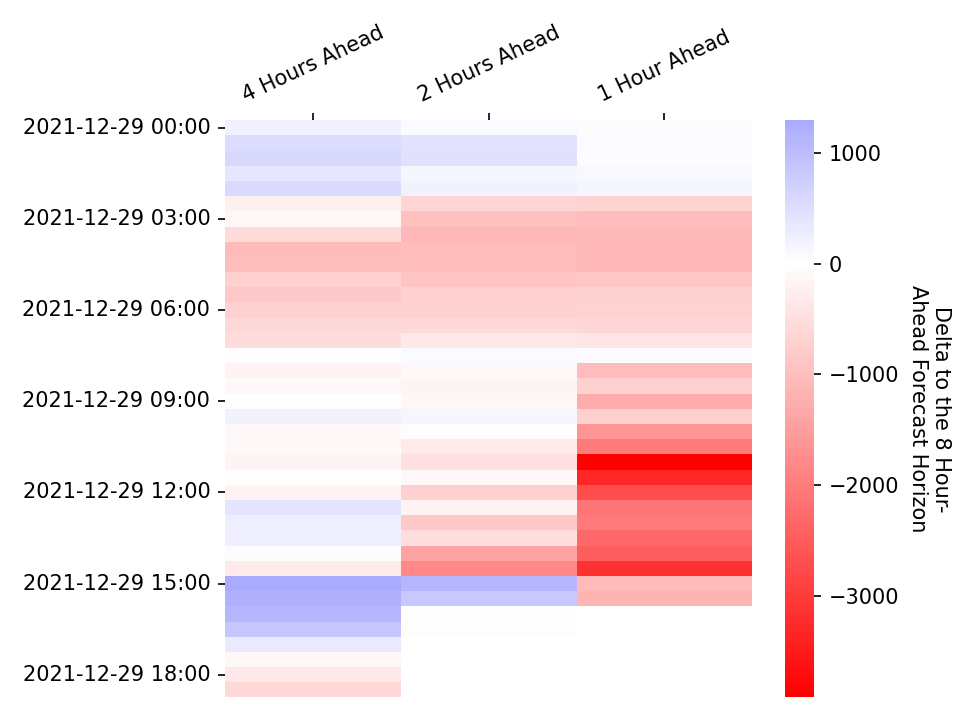 4 Hours Ahead
2 Hours Ahead
1 Hour Ahead
2021-12-29 00:00
2021-12-29 03:00
2021-12-29 06:00
2021-12-29 09:00
2021-12-29 12:00
2021-12-29 15:00
2021-12-29 18:00
1000
0
−1000
−2000
−3000
Delta to the 8 Hour-
Ahead Forecast Horizon